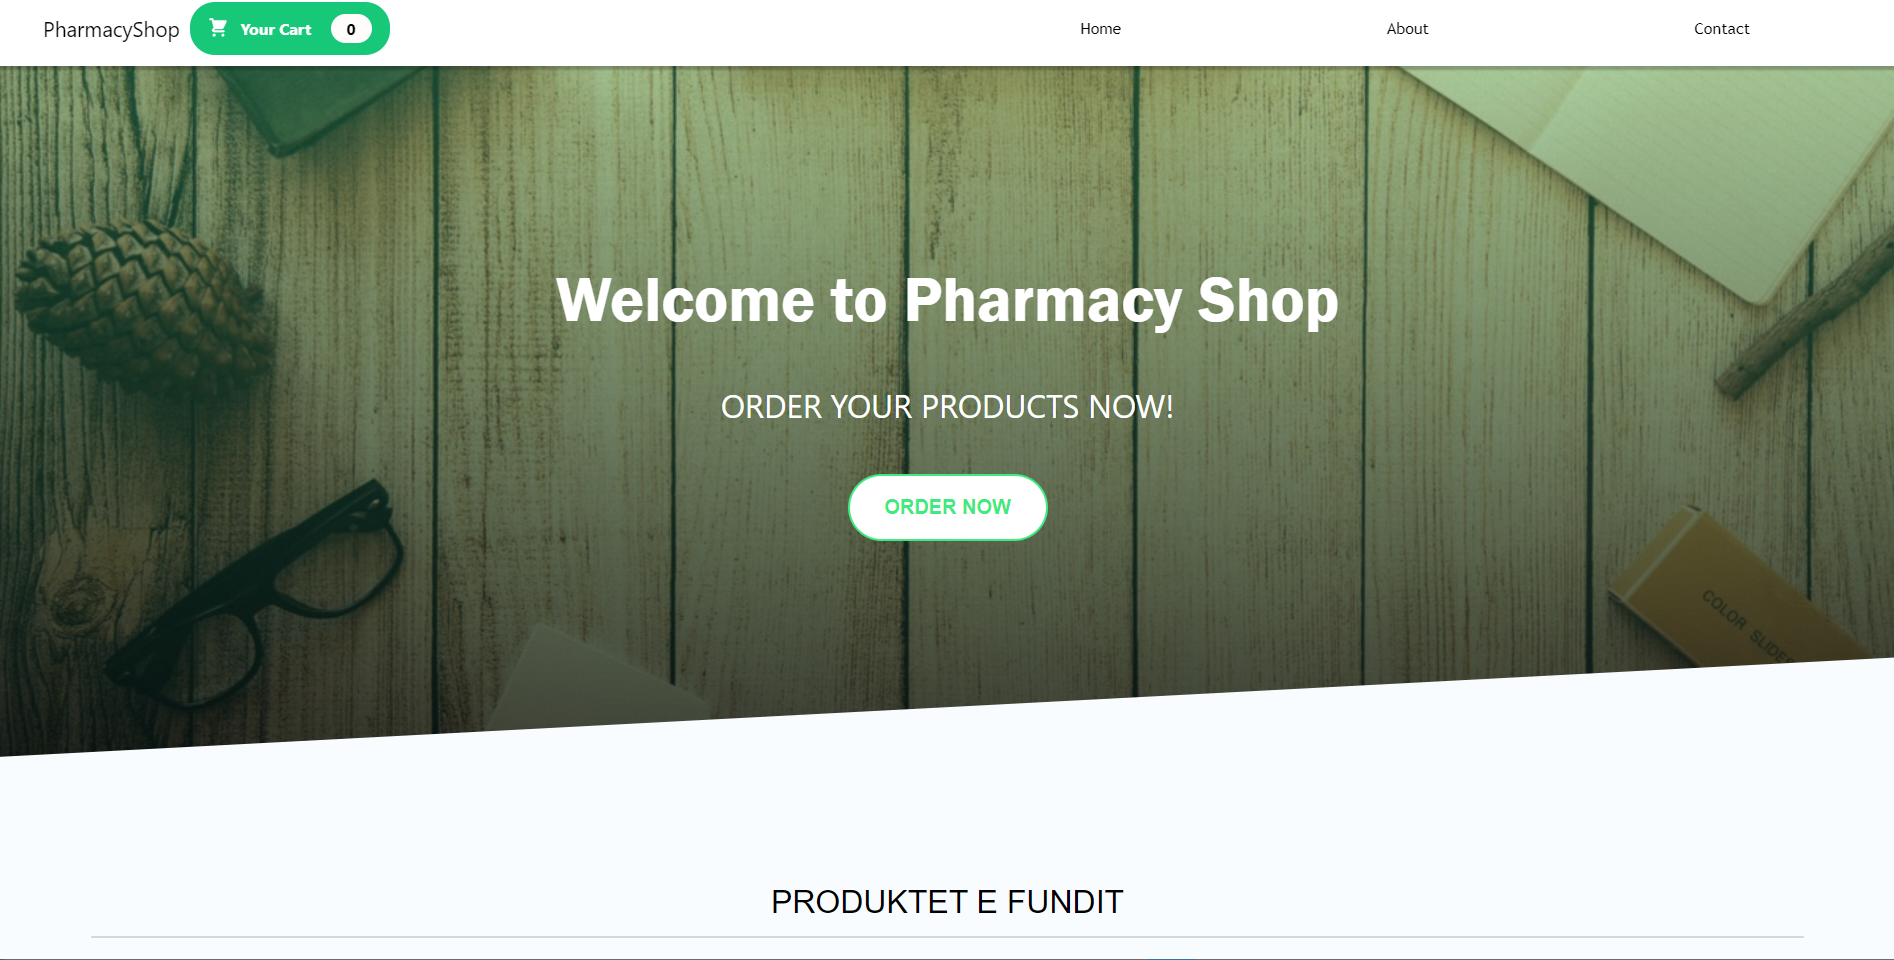 PharmacyShop Your Cart 0 Home About Contact
Welcome to Pharmacy Shop
ORDER YOUR PRODUCTS NOW!
ORDER NOW
COLOR SLIDES
PRODUKTET E FUNDIT